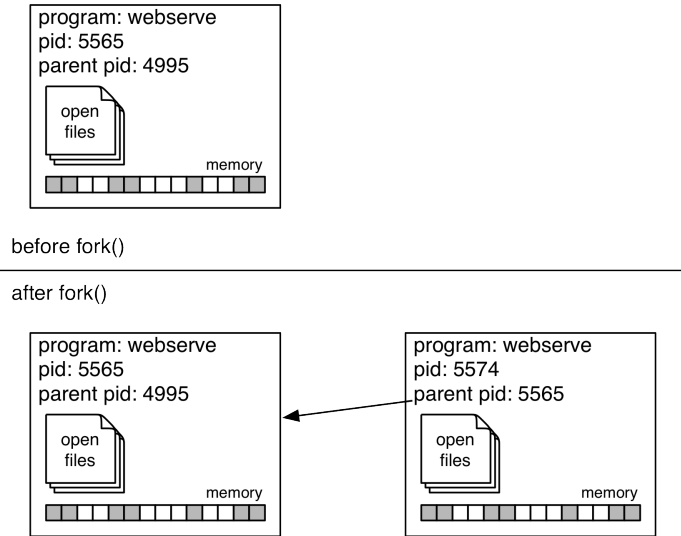 program: webserve
pid: 5565
parent pid: 4995
open
files
memory
before fork()
after fork()
program: webserve
pid: 5565
parent pid: 4995
open
files
memory
program: webserve
pid: 5574
parent pid: 5565
open
files
memory